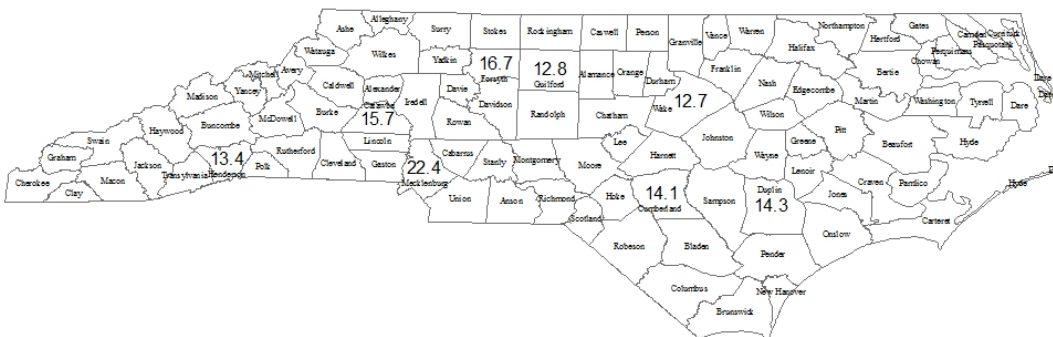 Ashe
Alleghany
Surry
Stokes
Rockingham
Caswell
Person
Granville
Vance
Warren
Northampton
Gates
Hertford
Halifax
Camden
Currituck
Pasquotank
Perquimans
Chowan
Watauga
Wilkes
Yadkin
16.7
Forsyth
12.8
Guilford
Alamance
Orange
Durham
Franklin
Nash
Edgecombe
Bertie
Martin
Washington
Tyrrell
Dare
Dare
Mitchell
Avery
Yancey
Madison
Caldwell
Alexander
Catawba
15.7
Iredell
Davie
Davidson
Randolph
Chatham
Wake
12.7
Wilson
Pitt
Beaufort
Hyde
Haywood
Buncombe
McDowell
Burke
Lincoln
Rowan
Lee
Johnston
Greene
Wayne
Lenoir
Craven
Pamlico
Hyde
Swain
Graham
Cherokee
Clay
Macon
Jackson
Transylvania
13.4
Henderson
Polk
Rutherford
Cleveland
Gaston
22.4
Mecklenburg
Cabarrus
Stanly
Montgomery
Moore
Harnett
14.1
Cumberland
Sampson
Duplin
14.3
Jones
Carteret
Onslow
Union
Anson
Richmond
Scotland
Hoke
Robeson
Bladen
Pender
Columbus
New Hanover
Brunswick